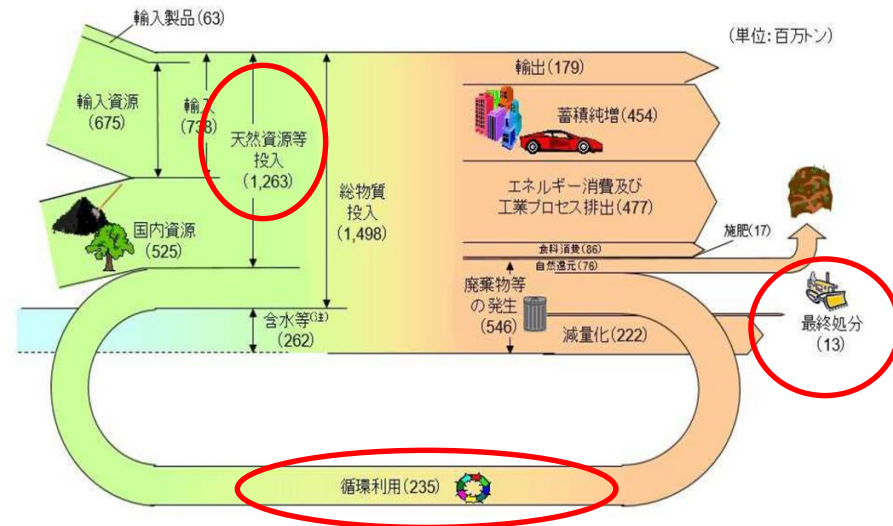 輸入製品(63)
(単位:百万トン)
輸入資源
(675)
輸入
(738)
天然資源等
投入
(1,263)
国内資源
(525)
総物質
投入
(1,498)
含水等(注)
(262)
輸出(179)
蓄積純増(454)
エネルギー消費及び
工業プロセス排出(477)
食料消費(86)
施肥(17)
自然還元(76)
廃棄物等
の発生
(546)
減量化(222)
最終処分
(13)
循環利用(235)